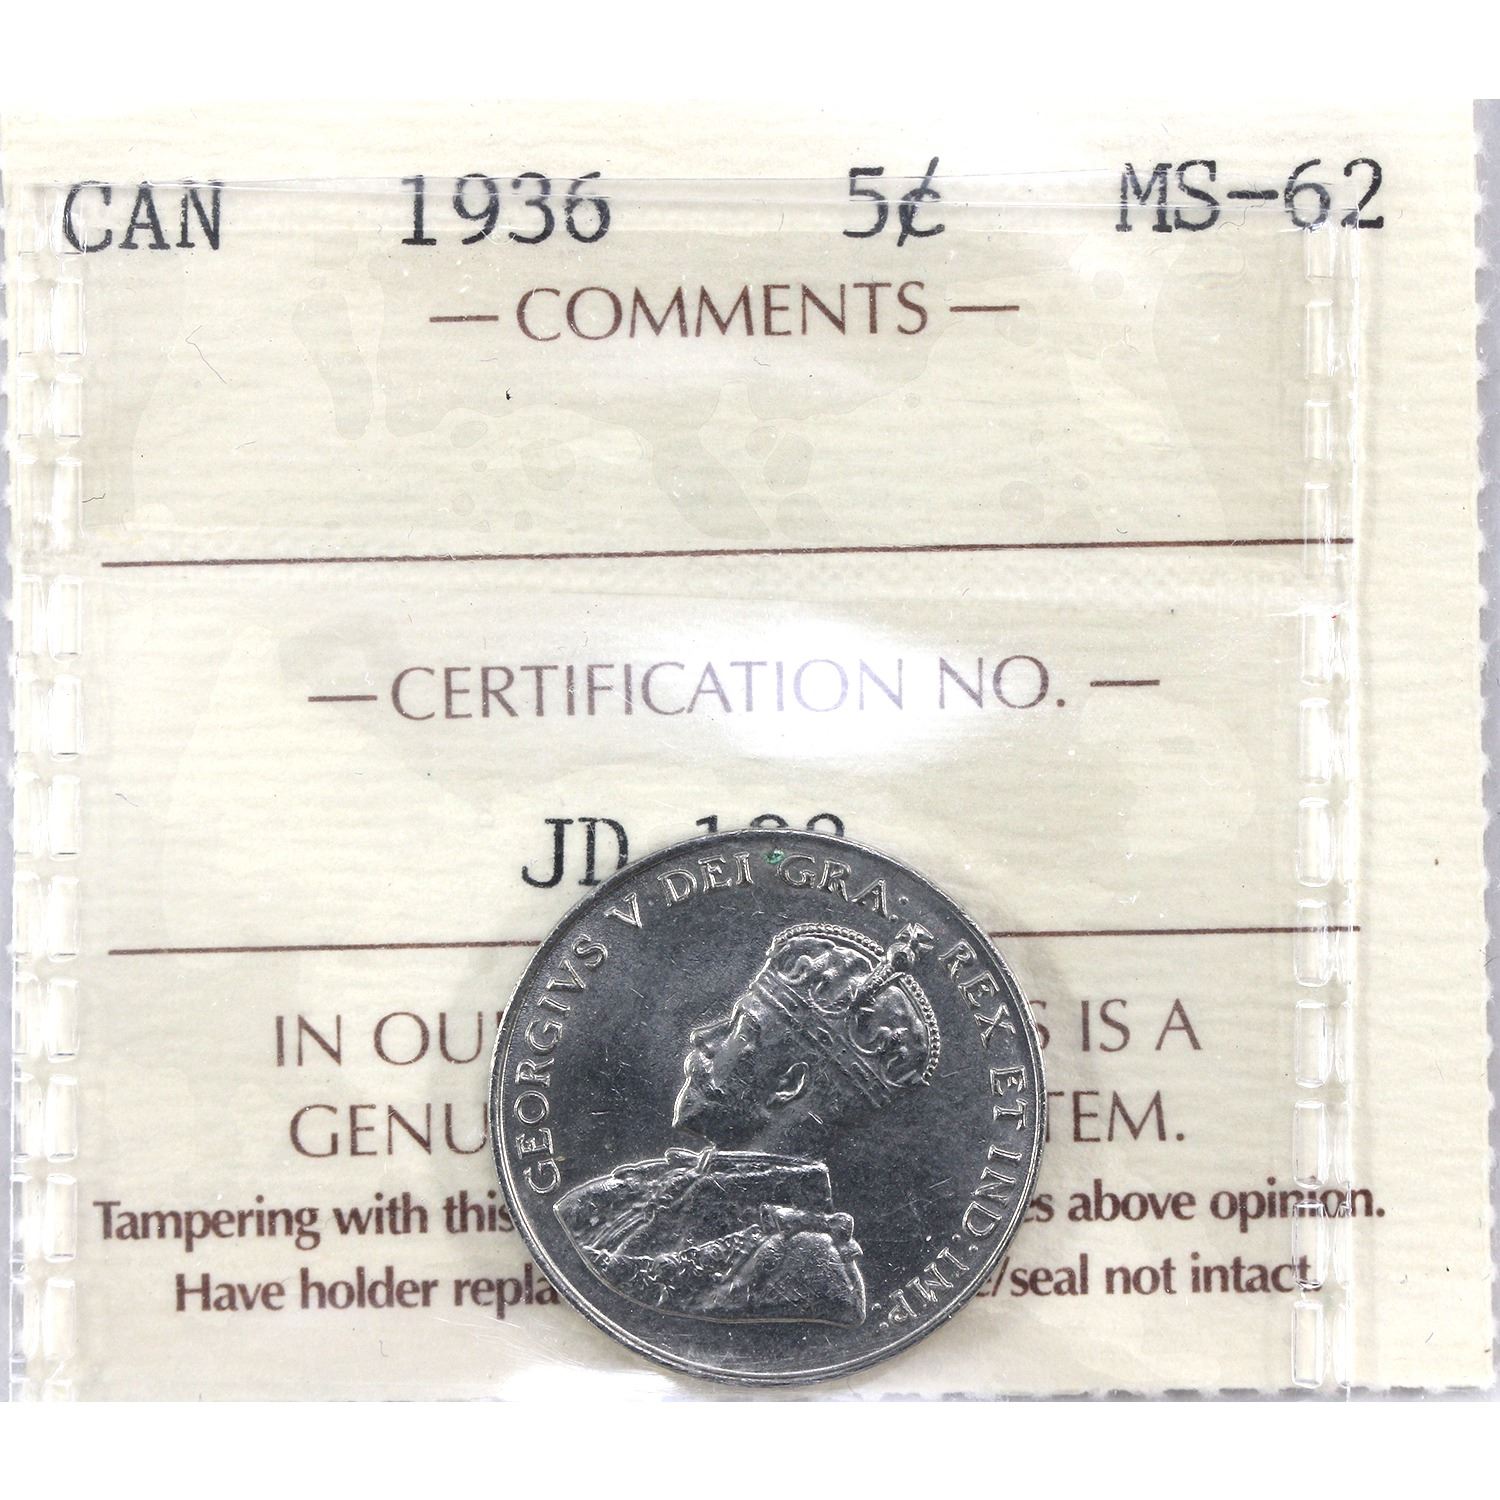 CAN 1936 5¢ MS-62
— COMMENTS —
— CERTIFICATION NO. —
JD
IN OU S IS A
GENU TEM.
Tampering with this es above opinion.
Have holder repla e/seal not intact
GEORGIVS V· DEI GRA: REX ET IND: IMP: